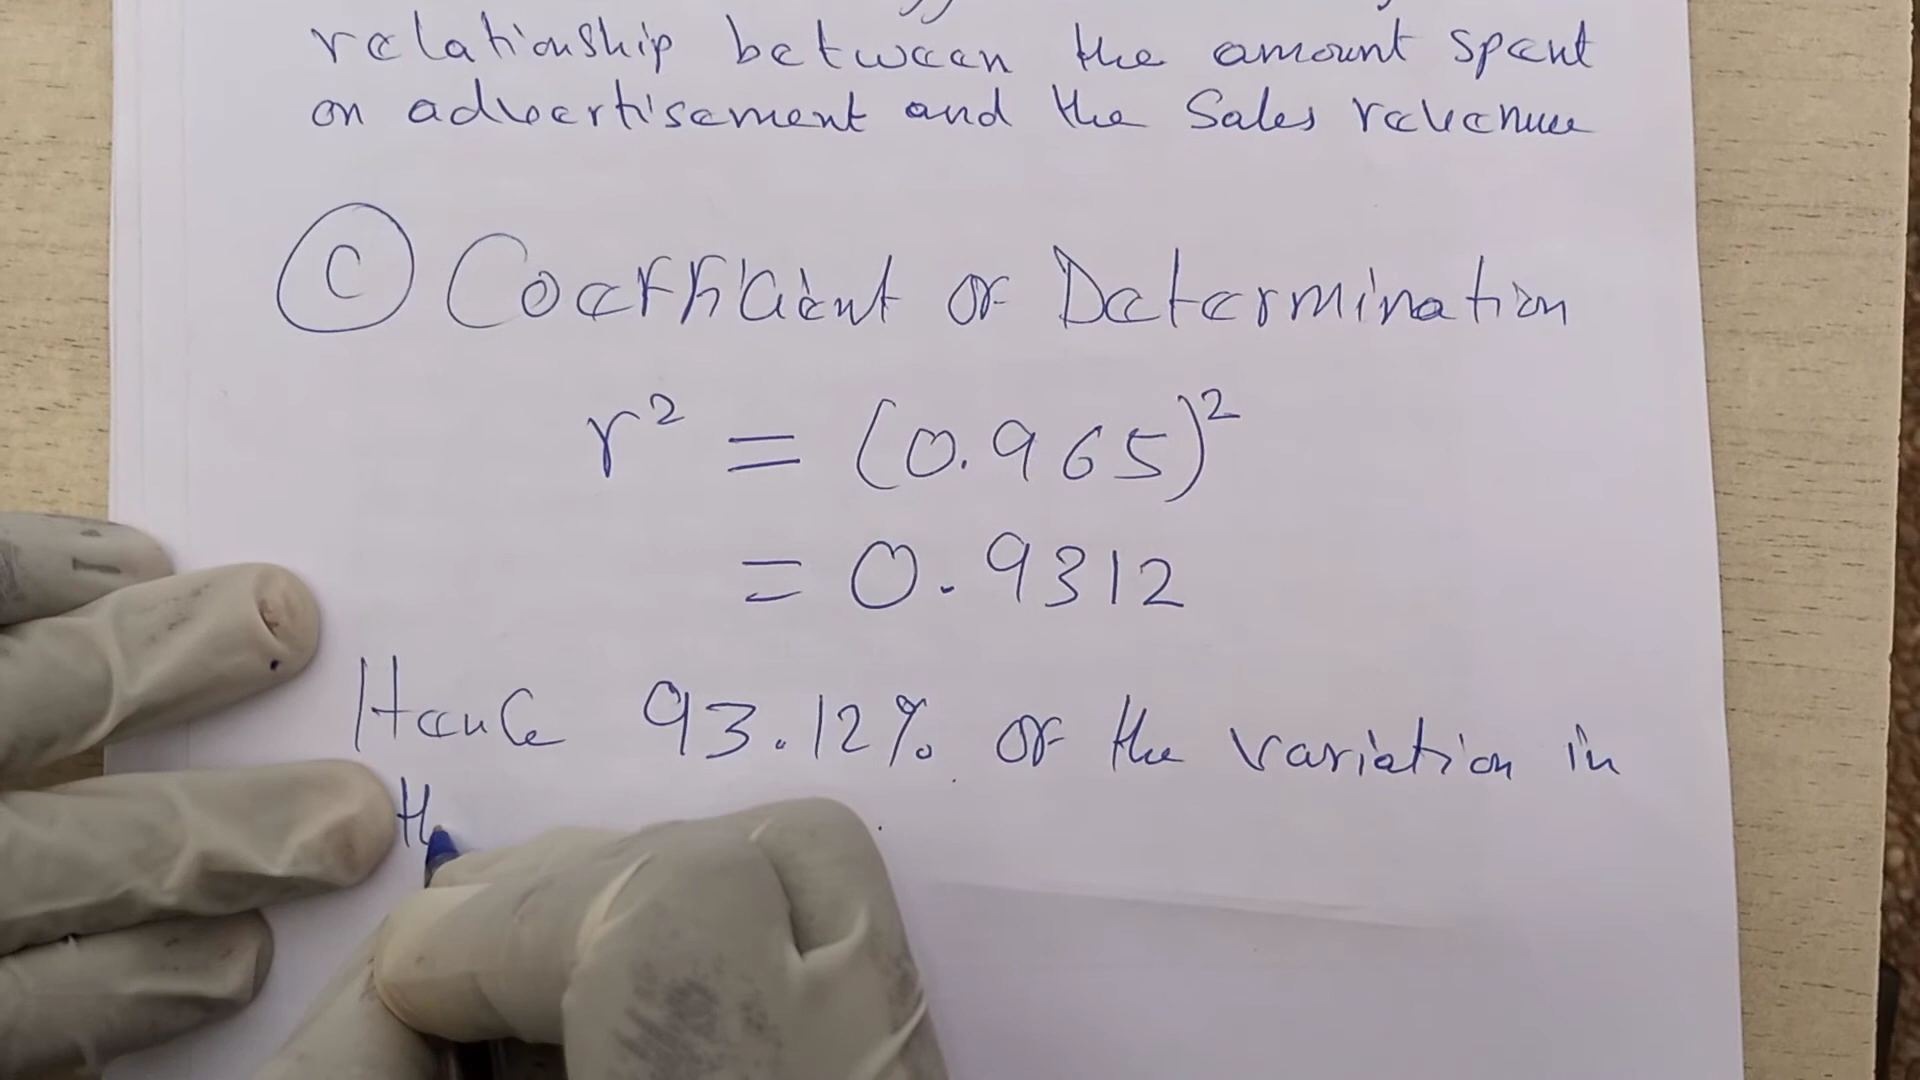 relationship between the amount spent
on advertisement and the Sales revenue
C Coefficient of Determination
r² = (0.965)²
= 0.9312
Hence 93.12% of the variation in